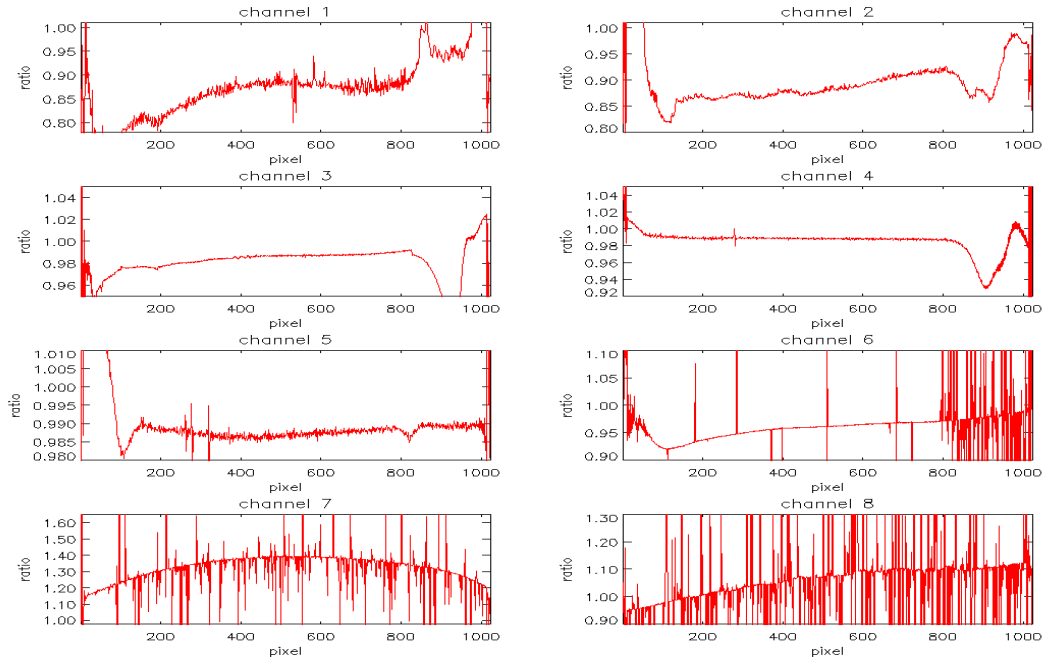 channel 1
1.00
0.95
0.90
0.85
0.80
ratio
200 400 600 800 1000
pixel
channel 2
1.00
0.95
0.90
0.85
0.80
ratio
200 400 600 800 1000
pixel
channel 3
1.04
1.02
1.00
0.98
0.96
ratio
200 400 600 800 1000
pixel
channel 4
1.04
1.02
1.00
0.98
0.96
0.94
0.92
ratio
200 400 600 800 1000
pixel
channel 5
1.010
1.005
1.000
0.995
0.990
0.985
0.980
ratio
200 400 600 800 1000
pixel
channel 6
1.10
1.05
1.00
0.95
0.90
ratio
200 400 600 800 1000
pixel
channel 7
1.60
1.50
1.40
1.30
1.20
1.10
1.00
ratio
200 400 600 800 1000
pixel
channel 8
1.30
1.20
1.10
1.00
0.90
ratio
200 400 600 800 1000
pixel